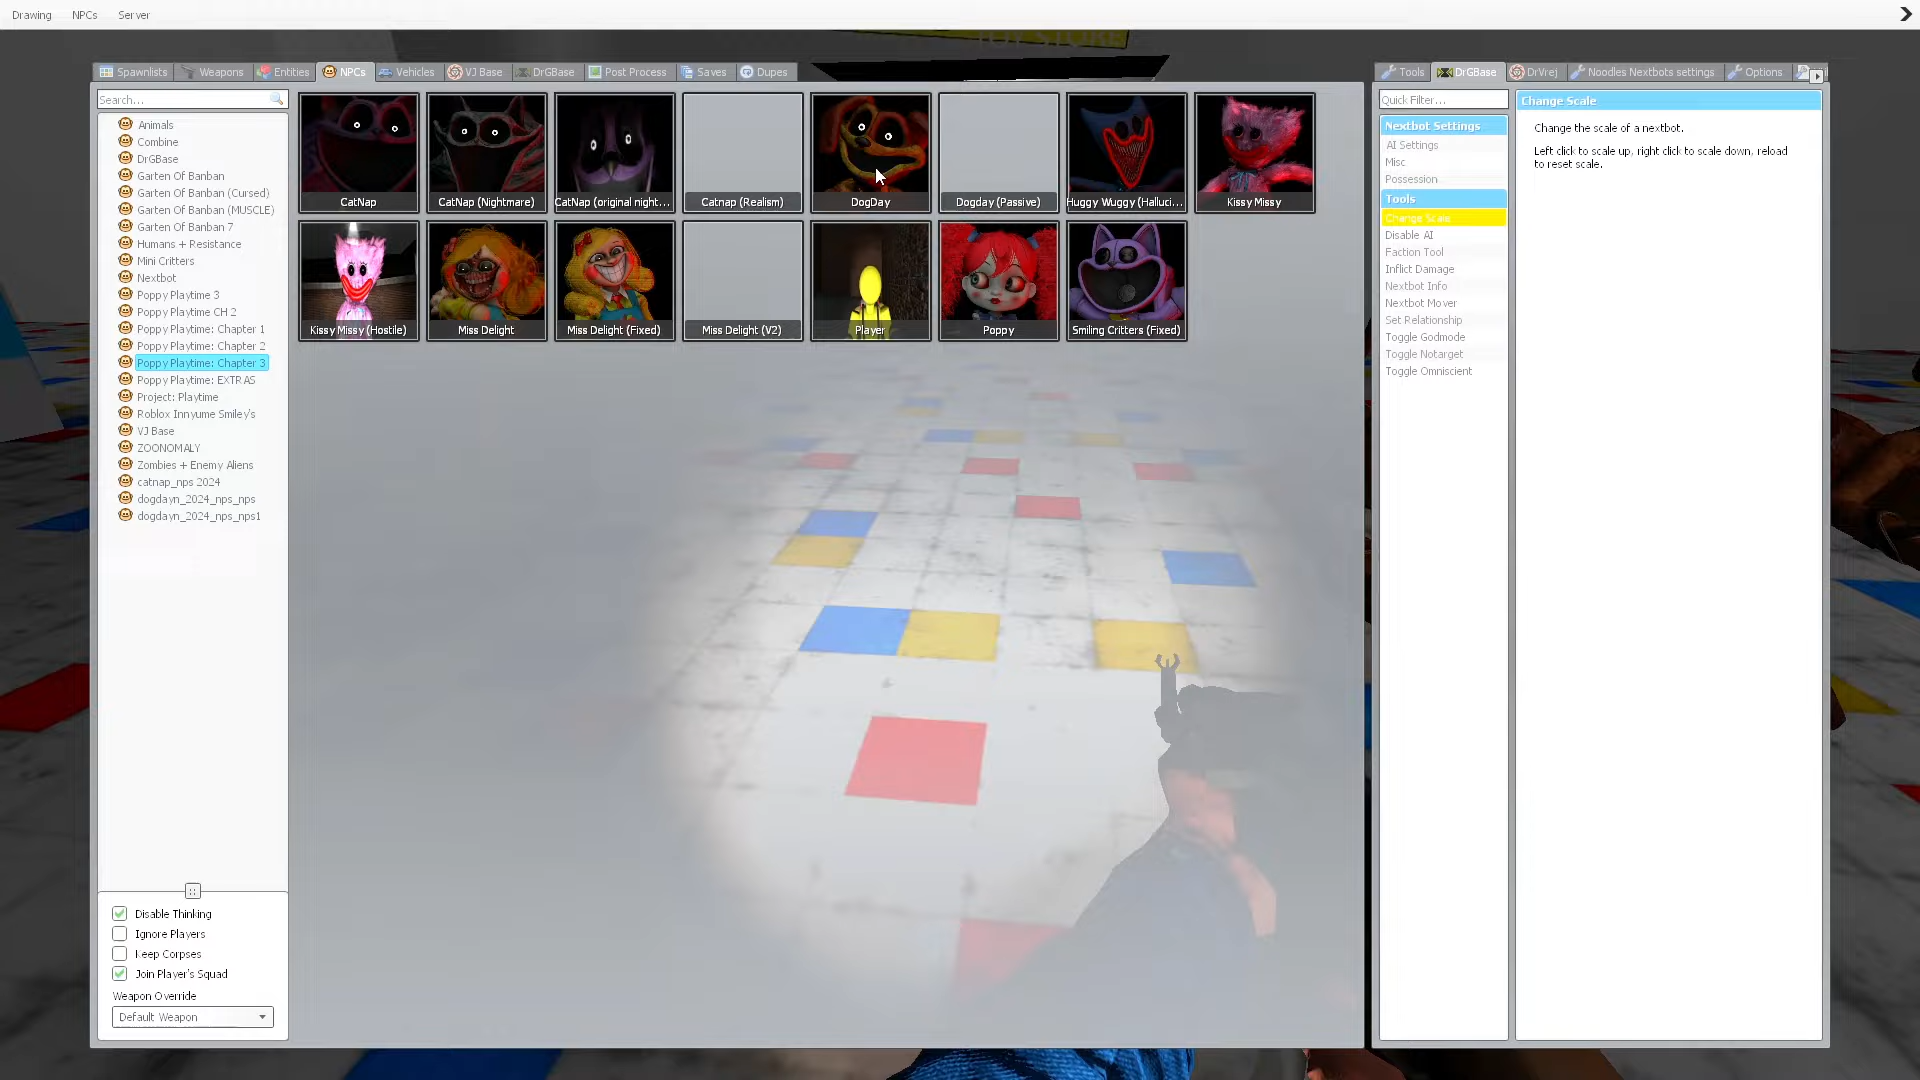 Drawing
NPCs
Server
TOY STORE
Spawnlists
Weapons
Entities
NPCs
Vehicles
VJ Base
DrGBase
Post Process
Saves
Dupes
Search...
Animals
Combine
DrGBase
Garten Of Banban
Garten Of Banban (Cursed)
Garten Of Banban (MUSCLE)
Garten Of Banban 7
Humans + Resistance
Mini Critters
Nextbot
Poppy Playtime 3
Poppy Playtime CH 2
Poppy Playtime: Chapter 1
Poppy Playtime: Chapter 2
Poppy Playtime: Chapter 3
Poppy Playtime: EXTRAS
Project: Playtime
Roblox Innyume Smiley's
VJ Base
ZOONOMALY
Zombies + Enemy Aliens
catnap_nps 2024
dogdayn_2024_nps_nps
dogdayn_2024_nps_nps1
Disable Thinking
Ignore Players
Keep Corpses
Join Player's Squad
Weapon Override
Default Weapon
CatNap
CatNap (Nightmare)
CatNap (original night...
Catnap (Realism)
DogDay
Dogday (Passive)
Huggy Wuggy (Halluci...
Kissy Missy
Kissy Missy (Hostile)
Miss Delight
Miss Delight (Fixed)
Miss Delight (V2)
Player
Poppy
Smiling Critters (Fixed)
Tools
DrGBase
DrVrej
Noodles Nextbots settings
Options
Quick Filter...
Nextbot Settings
AI Settings
Misc
Possession
Tools
Change Scale
Disable AI
Faction Tool
Inflict Damage
Nextbot Info
Nextbot Mover
Set Relationship
Toggle Godmode
Toggle Notarget
Toggle Omniscient
Change Scale
Change the scale of a nextbot.
Left click to scale up, right click to scale down, reload
to reset scale.